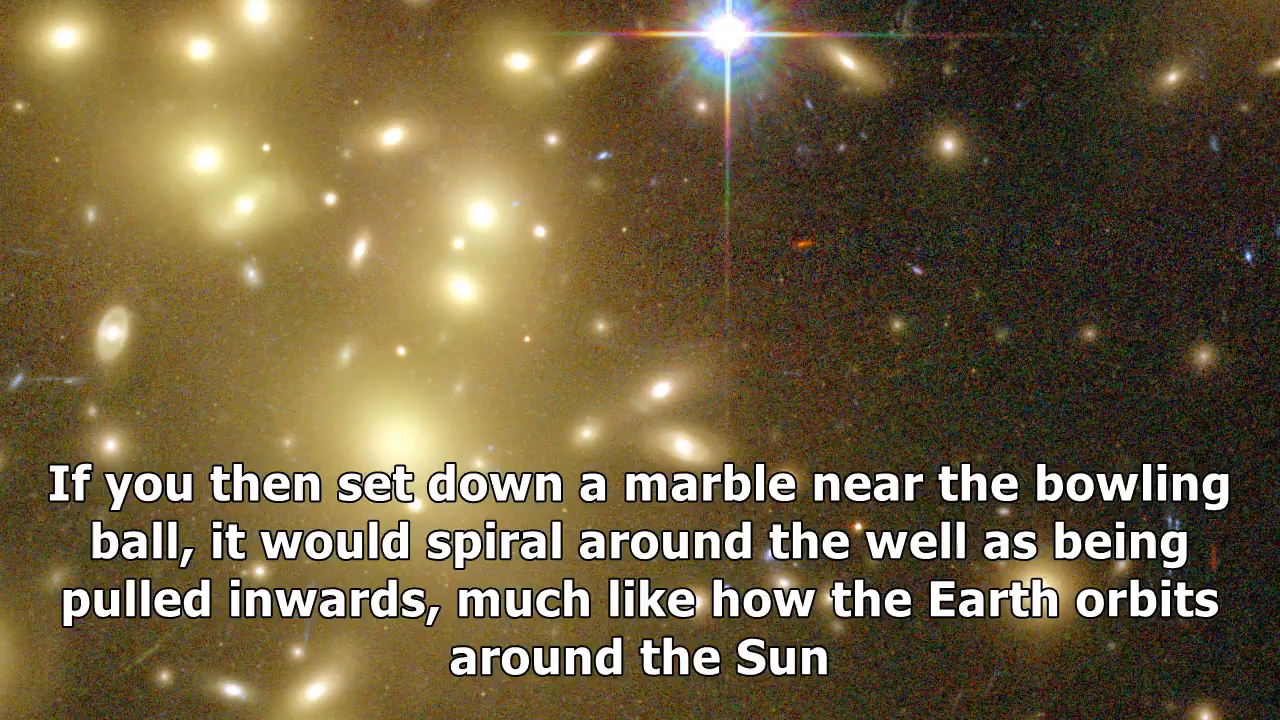 If you then set down a marble near the bowling
ball, it would spiral around the well as being
pulled inwards, much like how the Earth orbits
around the Sun